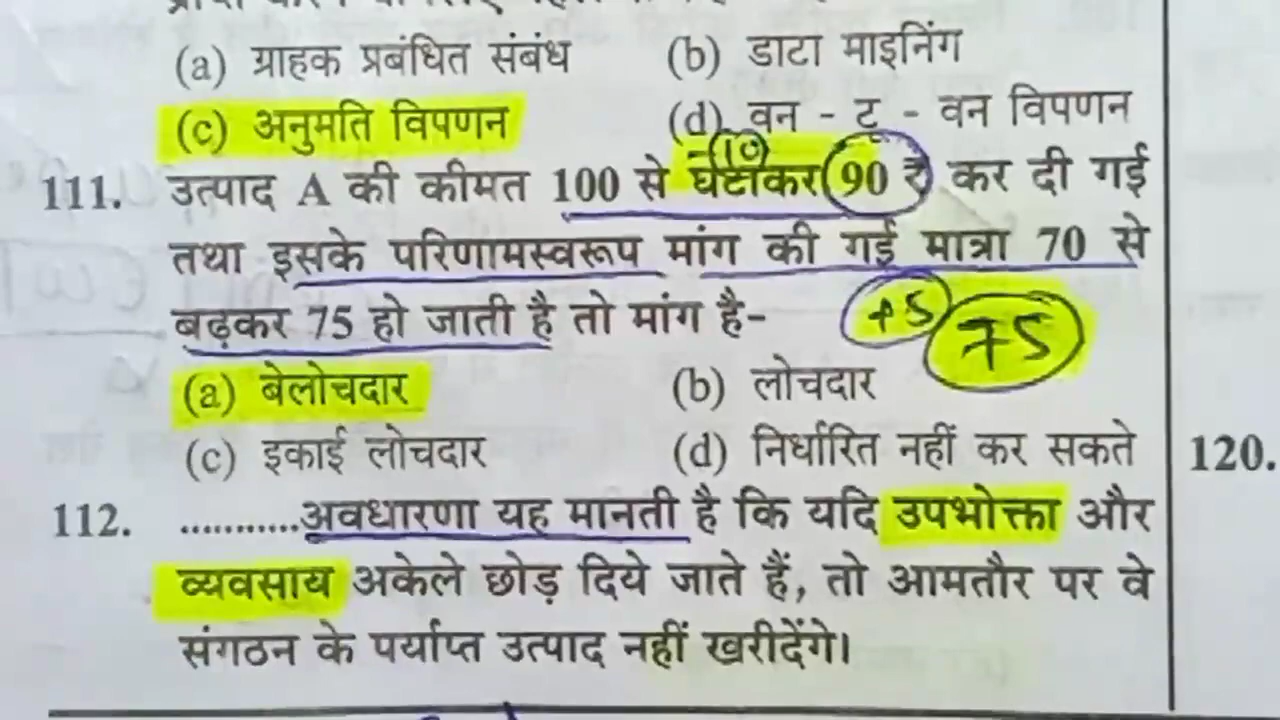 (a) ग्राहक प्रबंधित संबंध (b) डाटा माइनिंग
(c) अनुमति विपणन (d) वन - टू - वन विपणन
-10
111. उत्पाद A की कीमत 100 से घटाकर 90 रु कर दी गई
तथा इसके परिणामस्वरूप मांग की गई मात्रा 70 से
बढ़कर 75 हो जाती है तो मांग है-
+5 75
(a) बेलोचदार (b) लोचदार
(c) इकाई लोचदार (d) निर्धारित नहीं कर सकते
120.
112. ...........अवधारणा यह मानती है कि यदि उपभोक्ता और
व्यवसाय अकेले छोड़ दिये जाते हैं, तो आमतौर पर वे
संगठन के पर्याप्त उत्पाद नहीं खरीदेंगे।